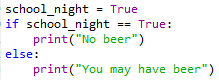 school_night = True
if school_night == True:
    print("No beer")
else:
    print("You may have beer")